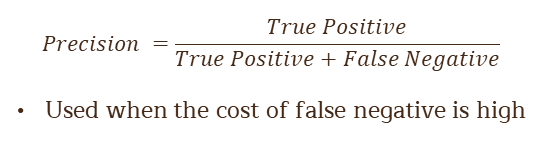 Precision = True Positive / True Positive + False Negative
• Used when the cost of false negative is high